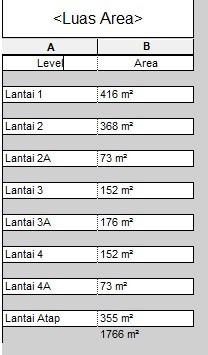 <Luas Area>
A B
Level Area
Lantai 1 416 m²
Lantai 2 368 m²
Lantai 2A 73 m²
Lantai 3 152 m²
Lantai 3A 176 m²
Lantai 4 152 m²
Lantai 4A 73 m²
Lantai Atap 355 m²
1766 m²